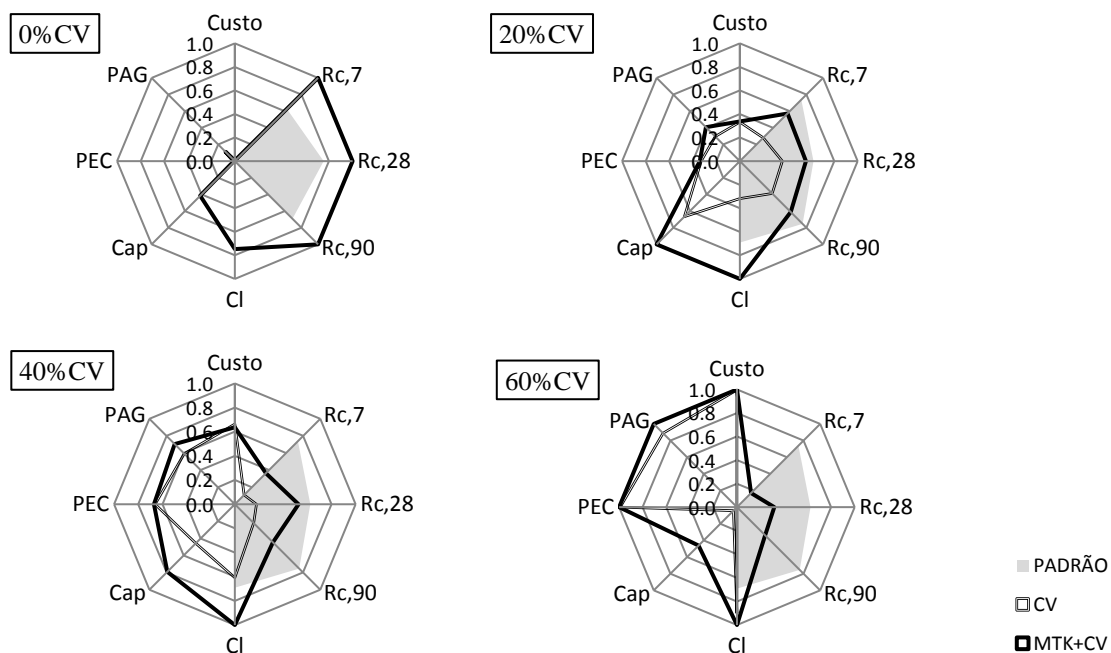 0%CV
Custo
1.0
0.8
0.6
0.4
0.2
0.0
Rc,7
Rc,28
Rc,90
Cl
Cap
PEC
PAG
20%CV
Custo
1.0
0.8
0.6
0.4
0.2
0.0
Rc,7
Rc,28
Rc,90
Cl
Cap
PEC
PAG
40%CV
Custo
1.0
0.8
0.6
0.4
0.2
0.0
Rc,7
Rc,28
Rc,90
Cl
Cap
PEC
PAG
60%CV
Custo
1.0
0.8
0.6
0.4
0.2
0.0
Rc,7
Rc,28
Rc,90
Cl
Cap
PEC
PAG
PADRÃO
CV
MTK+CV